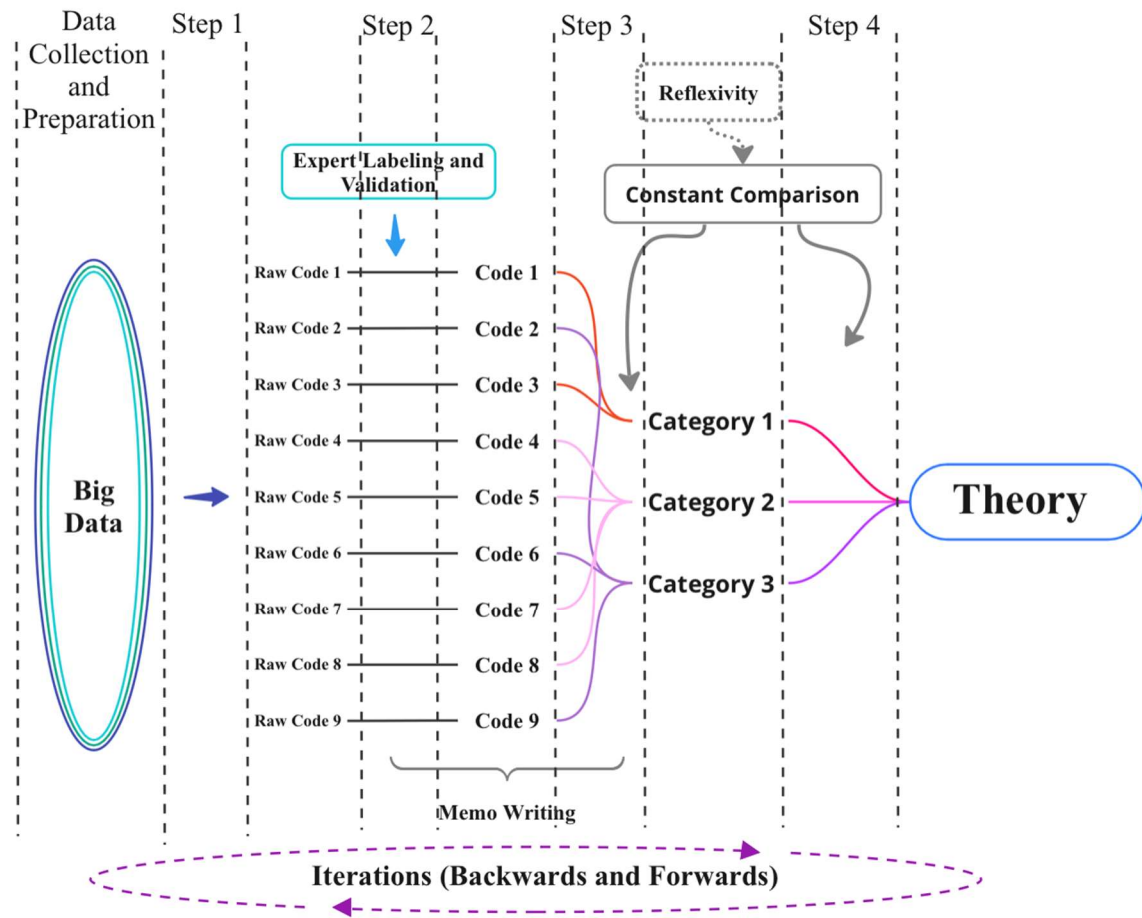 Data
Collection
and
Preparation
Step 1
Step 2
Step 3
Step 4
Reflexivity
Expert Labeling and
Validation
Constant Comparison
Big
Data
Raw Code 1
Raw Code 2
Raw Code 3
Raw Code 4
Raw Code 5
Raw Code 6
Raw Code 7
Raw Code 8
Raw Code 9
Code 1
Code 2
Code 3
Code 4
Code 5
Code 6
Code 7
Code 8
Code 9
Category 1
Category 2
Category 3
Theory
Memo Writing
Iterations (Backwards and Forwards)